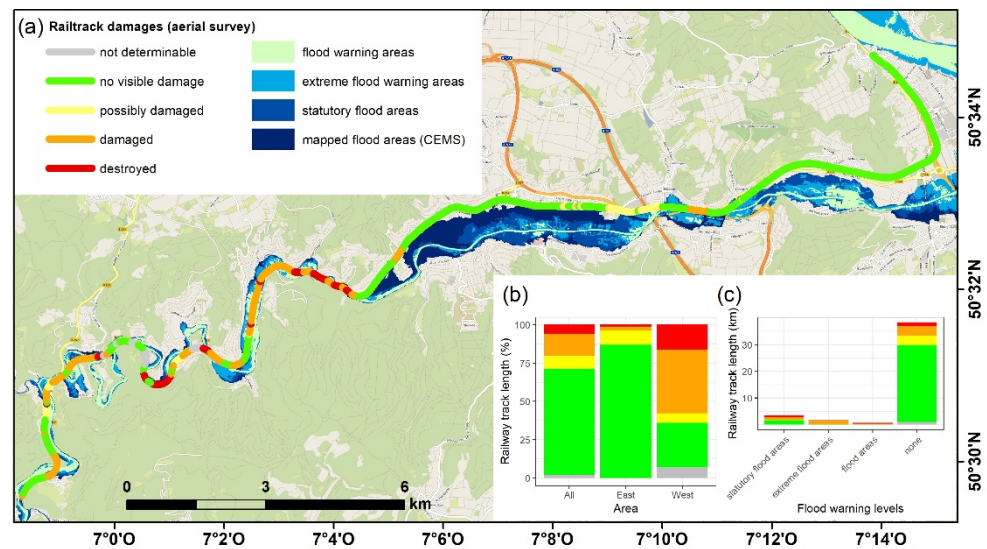 (a) Railtrack damages (aerial survey)
not determinable
no visible damage
possibly damaged
damaged
destroyed
flood warning areas
extreme flood warning areas
statutory flood areas
mapped flood areas (CEMS)
50°34'N
50°32'N
50°30'N
0 3 6
km
7°0'O 7°2'O 7°4'O 7°6'O 7°8'O 7°10'O 7°12'O 7°14'O
(b)
Railway track length (%)
100
75
50
25
0
All East West
Area
(c)
Railway track length (km)
30
20
10
statutory flood areas
extreme flood areas
flood areas
none
Flood warning levels